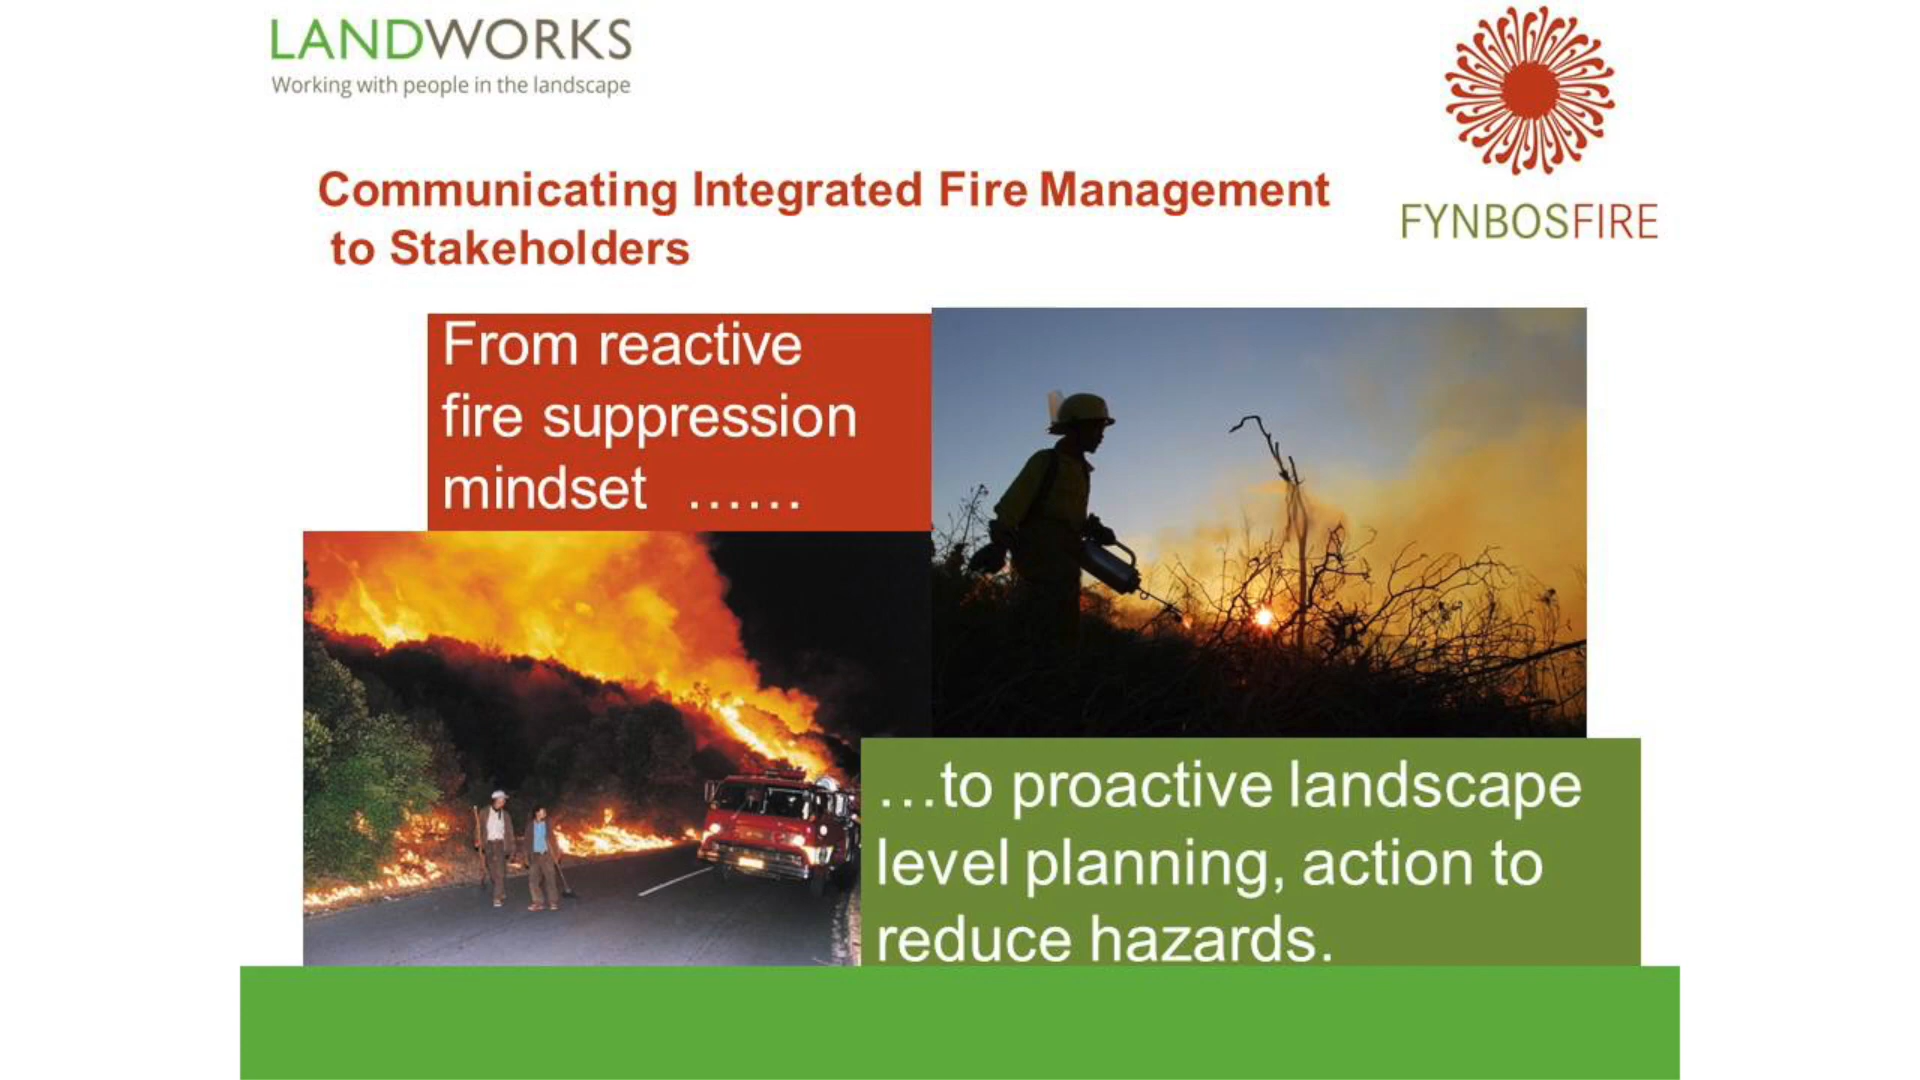 LANDWORKS
Working with people in the landscape
FYNBOSFIRE
Communicating Integrated Fire Management
to Stakeholders
From reactive
fire suppression
mindset ……
…to proactive landscape
level planning, action to
reduce hazards.